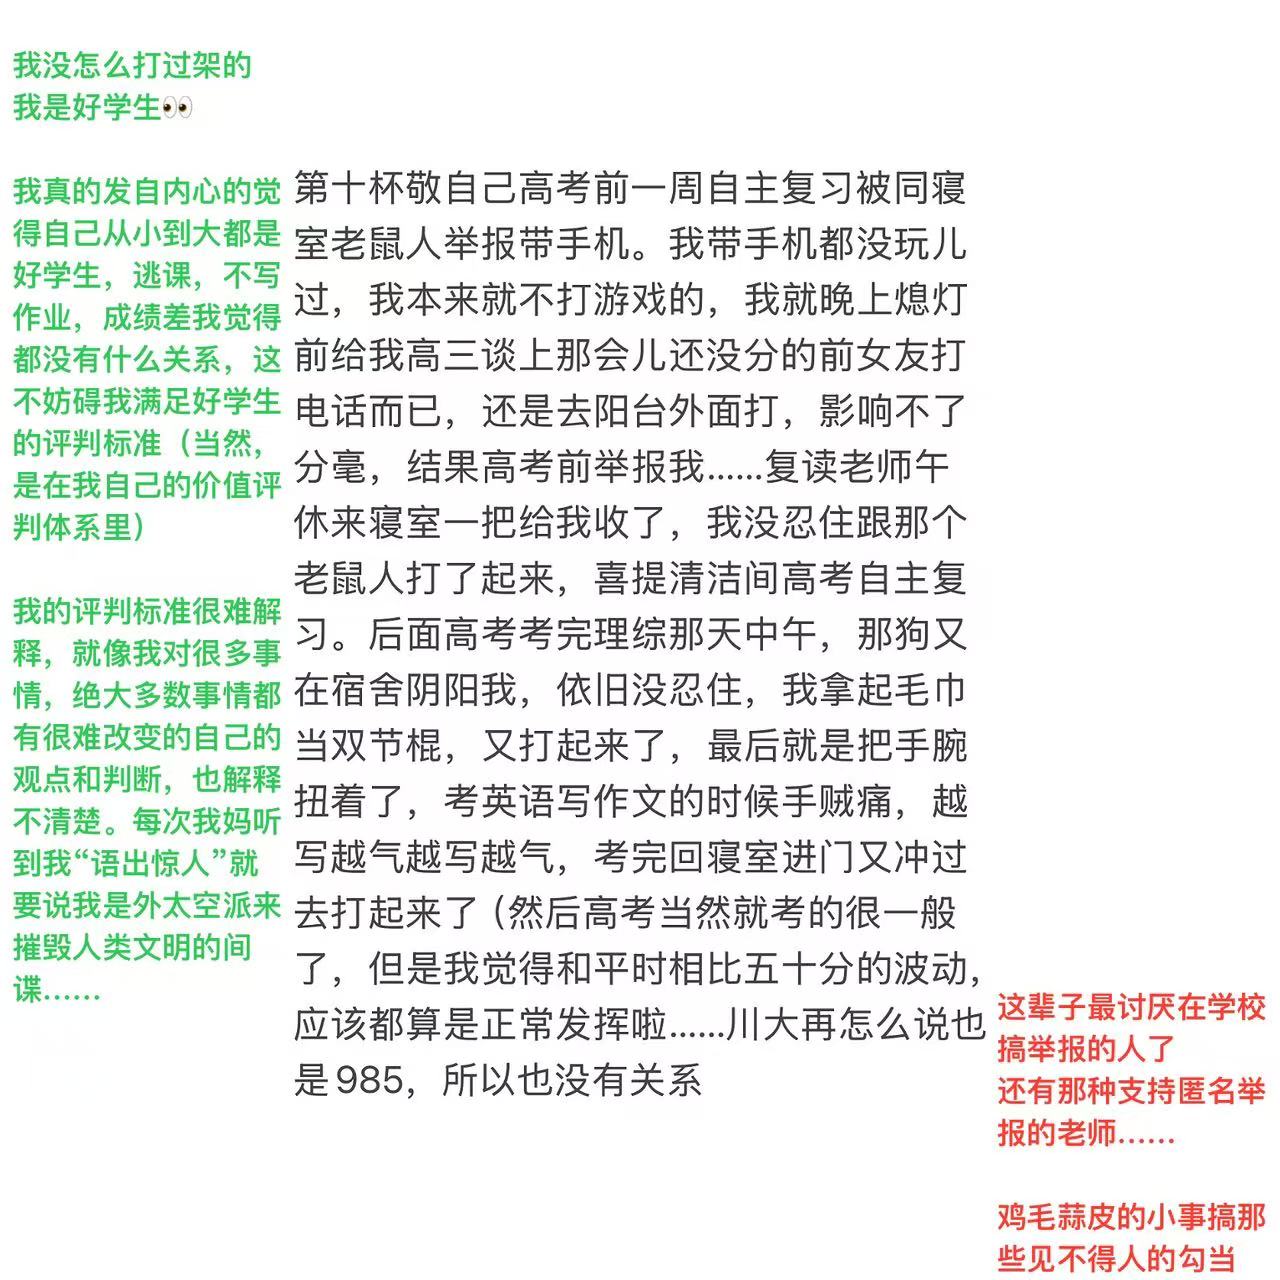 我没怎么打过架的
我是好学生👀
我真的发自内心的觉
得自己从小到大都是
好学生，逃课，不写
作业，成绩差我觉得
都没有什么关系，这
不妨碍我满足好学生
的评判标准（当然，
是在我自己的价值评
判体系里）
我的评判标准很难解
释，就像我对很多事
情，绝大多数事情都
有很难改变的自己的
观点和判断，也解释
不清楚。每次我妈听
到我“语出惊人”就
要说我是外太空派来
摧毁人类文明的间
谍……
第十杯敬自己高考前一周自主复习被同寝
室老鼠人举报带手机。我带手机都没玩儿
过，我本来就不打游戏的，我就晚上熄灯
前给我高三谈上那会儿还没分的前女友打
电话而已，还是去阳台外面打，影响不了
分毫，结果高考前举报我……复读老师午
休来寝室一把给我收了，我没忍住跟那个
老鼠人打了起来，喜提清洁间高考自主复
习。后面高考考完理综那天中午，那狗又
在宿舍阴阳我，依旧没忍住，我拿起毛巾
当双节棍，又打起来了，最后就是把手腕
扭着了，考英语写作文的时候手贼痛，越
写越气越写越气，考完回寝室进门又冲过
去打起来了（然后高考当然就考的很一般
了，但是我觉得和平时相比五十分的波动，
应该都算是正常发挥啦……川大再怎么说也
是985，所以也没有关系
这辈子最讨厌在学校
搞举报的人了
还有那种支持匿名举
报的老师……
鸡毛蒜皮的小事搞那
些见不得人的勾当